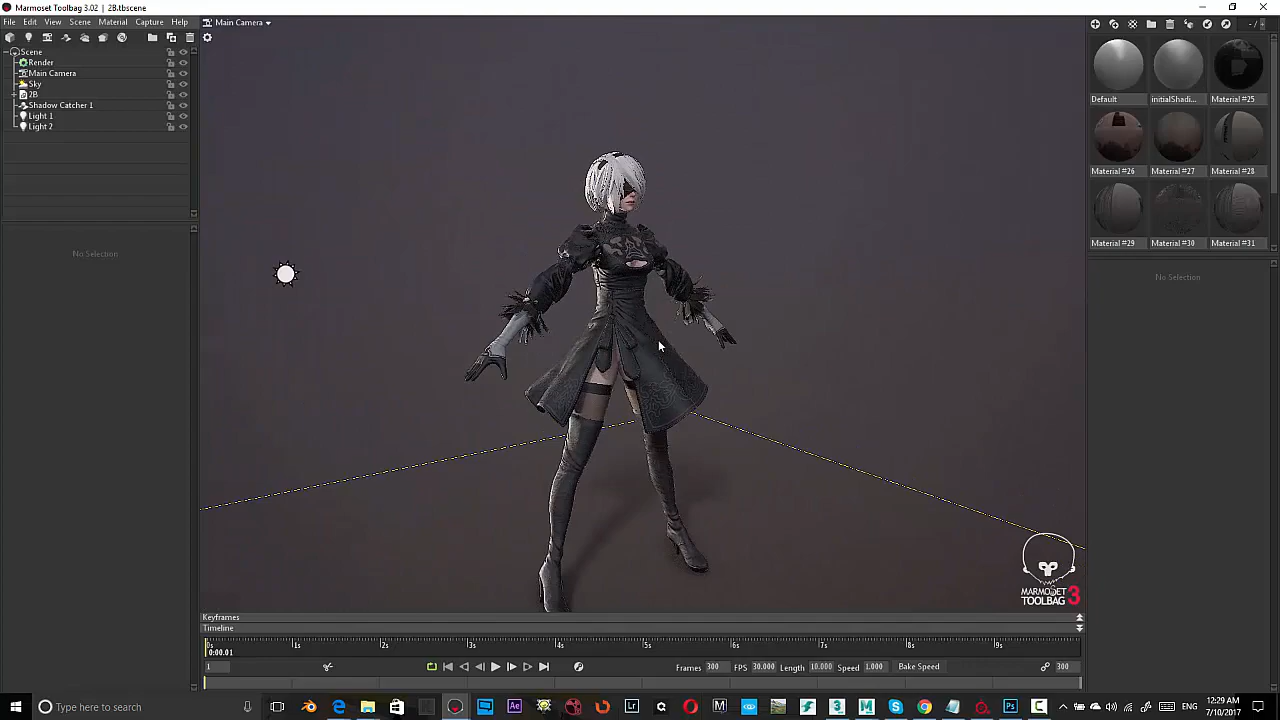 Marmoset Toolbag 3.02 | 2B.tbscene
File Edit View Scene Material Capture Help
Main Camera
Scene
Render
Main Camera
Sky
2B
Shadow Catcher 1
Light 1
Light 2
No Selection
Default initialShadi... Material #25
Material #26 Material #27 Material #28
Material #29 Material #30 Material #31
No Selection
MARMOSET
TOOLBAG 3
Keyframes
Timeline
0s 1s 2s 3s 4s 5s 6s 7s 8s 9s
0:00.01
1 Frames 300 FPS 30.000 Length 10.000 Speed 1.000 Bake Speed 300
Type here to search
ENG
12:29 AM
7/10/2017